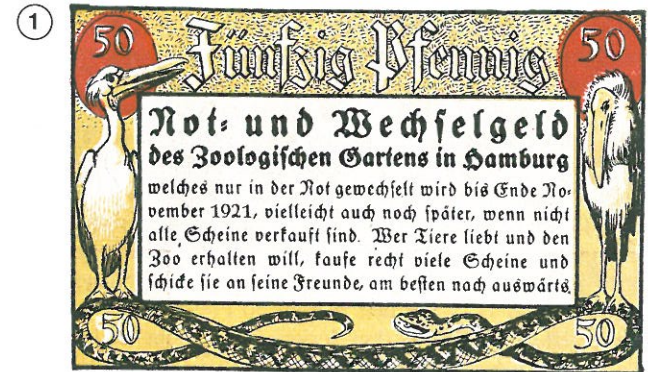 1
50 Fünfzig Pfennig 50
Not- und Wechselgeld
des Zoologischen Gartens in Hamburg
welches nur in der Not gewechselt wird bis Ende No-
vember 1921, vielleicht auch noch später, wenn nicht
alle Scheine verkauft sind. Wer Tiere liebt und den
Zoo erhalten will, kaufe recht viele Scheine und
schicke sie an seine Freunde, am besten nach auswärts.
50 50